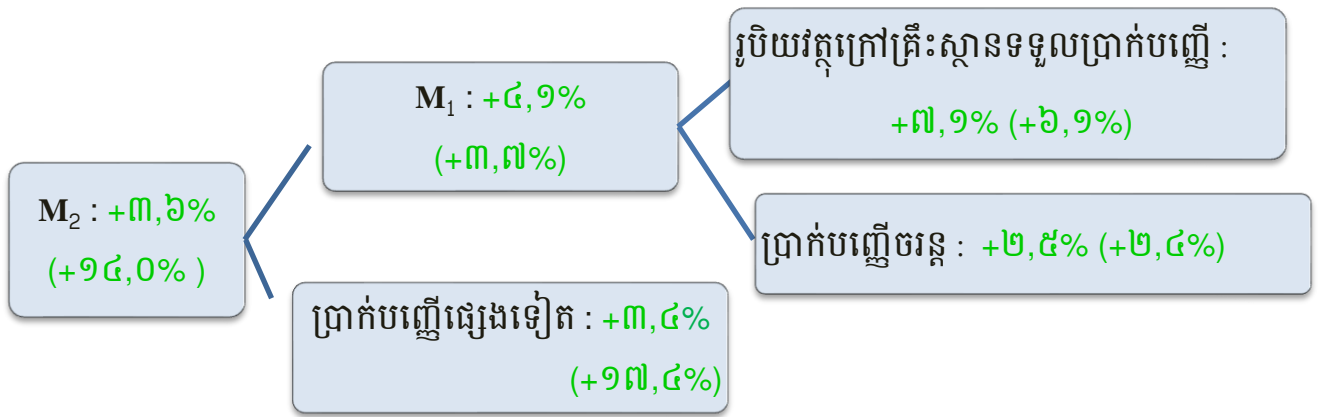 រូបិយវត្ថុក្រៅគ្រឹះស្ថានទទួលប្រាក់បញ្ញើ :
+៧,១% (+៦,១%)
M₁ : +៤,១%
(+៣,៧%)
M₂ : +៣,៦%
(+១៤,០% )
ប្រាក់បញ្ញើចរន្ត : +២,៥% (+២,៤%)
ប្រាក់បញ្ញើផ្សេងទៀត : +៣,៤%
(+១៧,៤%)